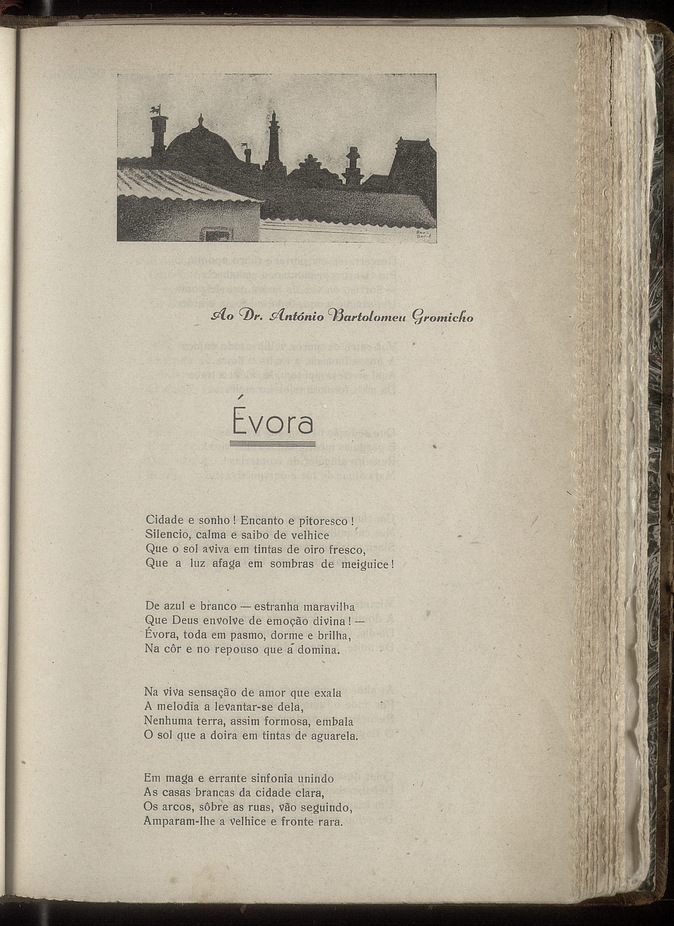 Ao Dr. António Bartolomeu Gromicho
Évora
Cidade e sonho! Encanto e pitoresco!
Silencio, calma e saibo de velhice
Que o sol aviva em tintas de oiro fresco,
Que a luz afaga em sombras de meiguice!
De azul e branco — estranha maravilha
Que Deus envolve de emoção divina! —
Évora, toda em pasmo, dorme e brilha,
Na côr e no repouso que a domina.
Na viva sensação de amor que exala
A melodia a levantar-se dela,
Nenhuma terra, assim formosa, embala
O sol que a doira em tintas de aguarela.
Em maga e errante sinfonia unindo
As casas brancas da cidade clara,
Os arcos, sôbre as ruas, vão seguindo,
Amparam-lhe a velhice e fronte rara.